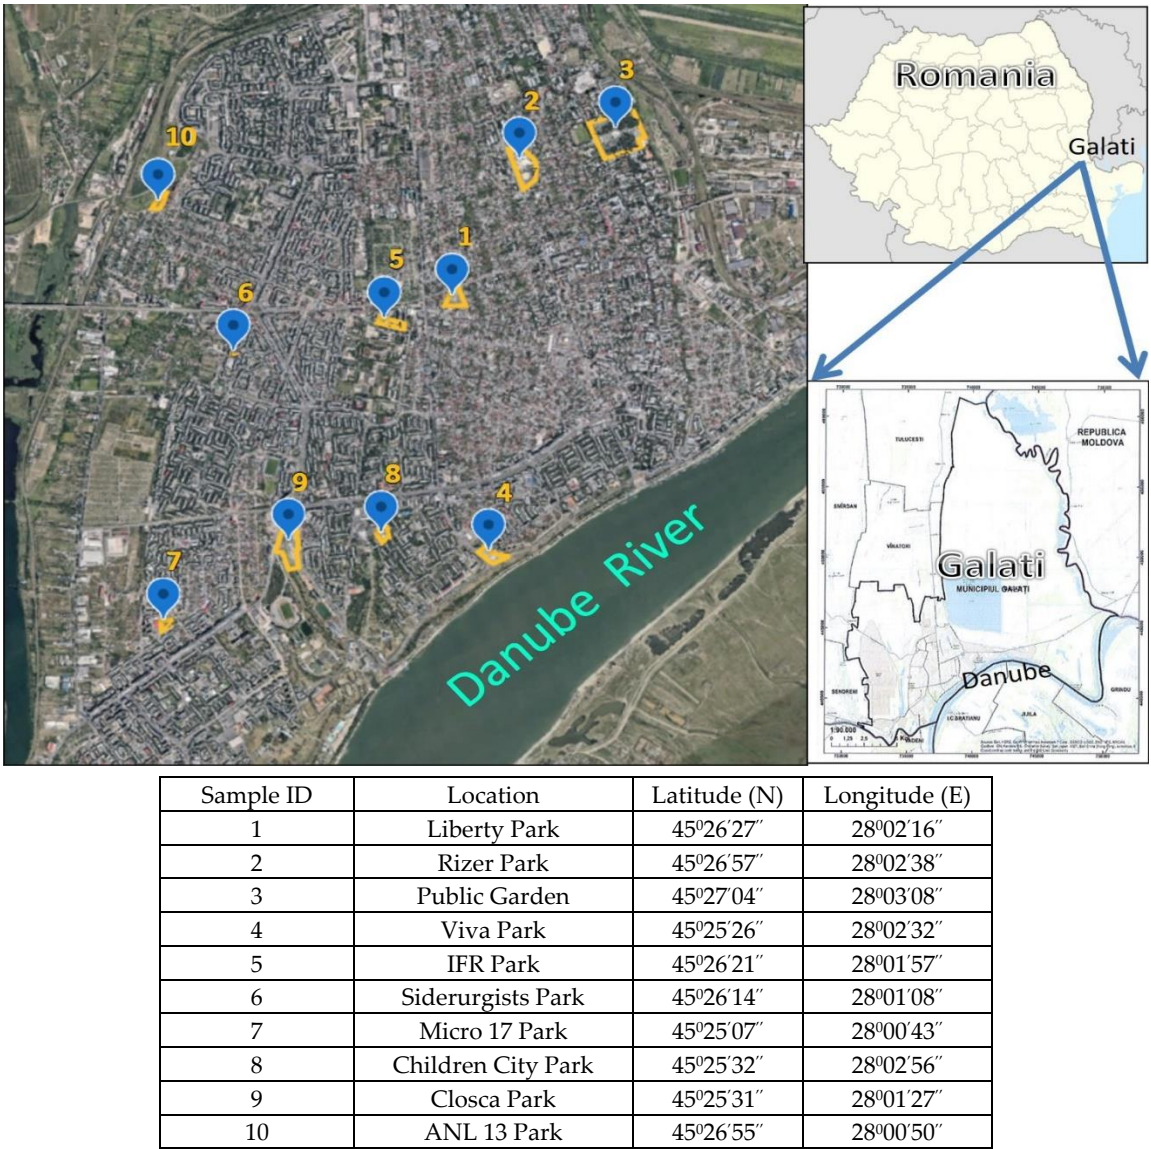 3
2
10
1
5
6
8
9
4
7
Danube River
Romania
Galati
REPUBLICA
MOLDOVA
TULUCESTI
SMÎRDAN
VÎNATORI
Galati
MUNICIPIUL GALAȚI
Danube
SENDRENI
GRINDU
I.C. BRATIANU
JIJILA
1:90.000
Sample ID Location Latitude (N) Longitude (E)
1 Liberty Park 45⁰26′27″ 28⁰02′16″
2 Rizer Park 45⁰26′57″ 28⁰02′38″
3 Public Garden 45⁰27′04″ 28⁰03′08″
4 Viva Park 45⁰25′26″ 28⁰02′32″
5 IFR Park 45⁰26′21″ 28⁰01′57″
6 Siderurgists Park 45⁰26′14″ 28⁰01′08″
7 Micro 17 Park 45⁰25′07″ 28⁰00′43″
8 Children City Park 45⁰25′32″ 28⁰02′56″
9 Closca Park 45⁰25′31″ 28⁰01′27″
10 ANL 13 Park 45⁰26′55″ 28⁰00′50″